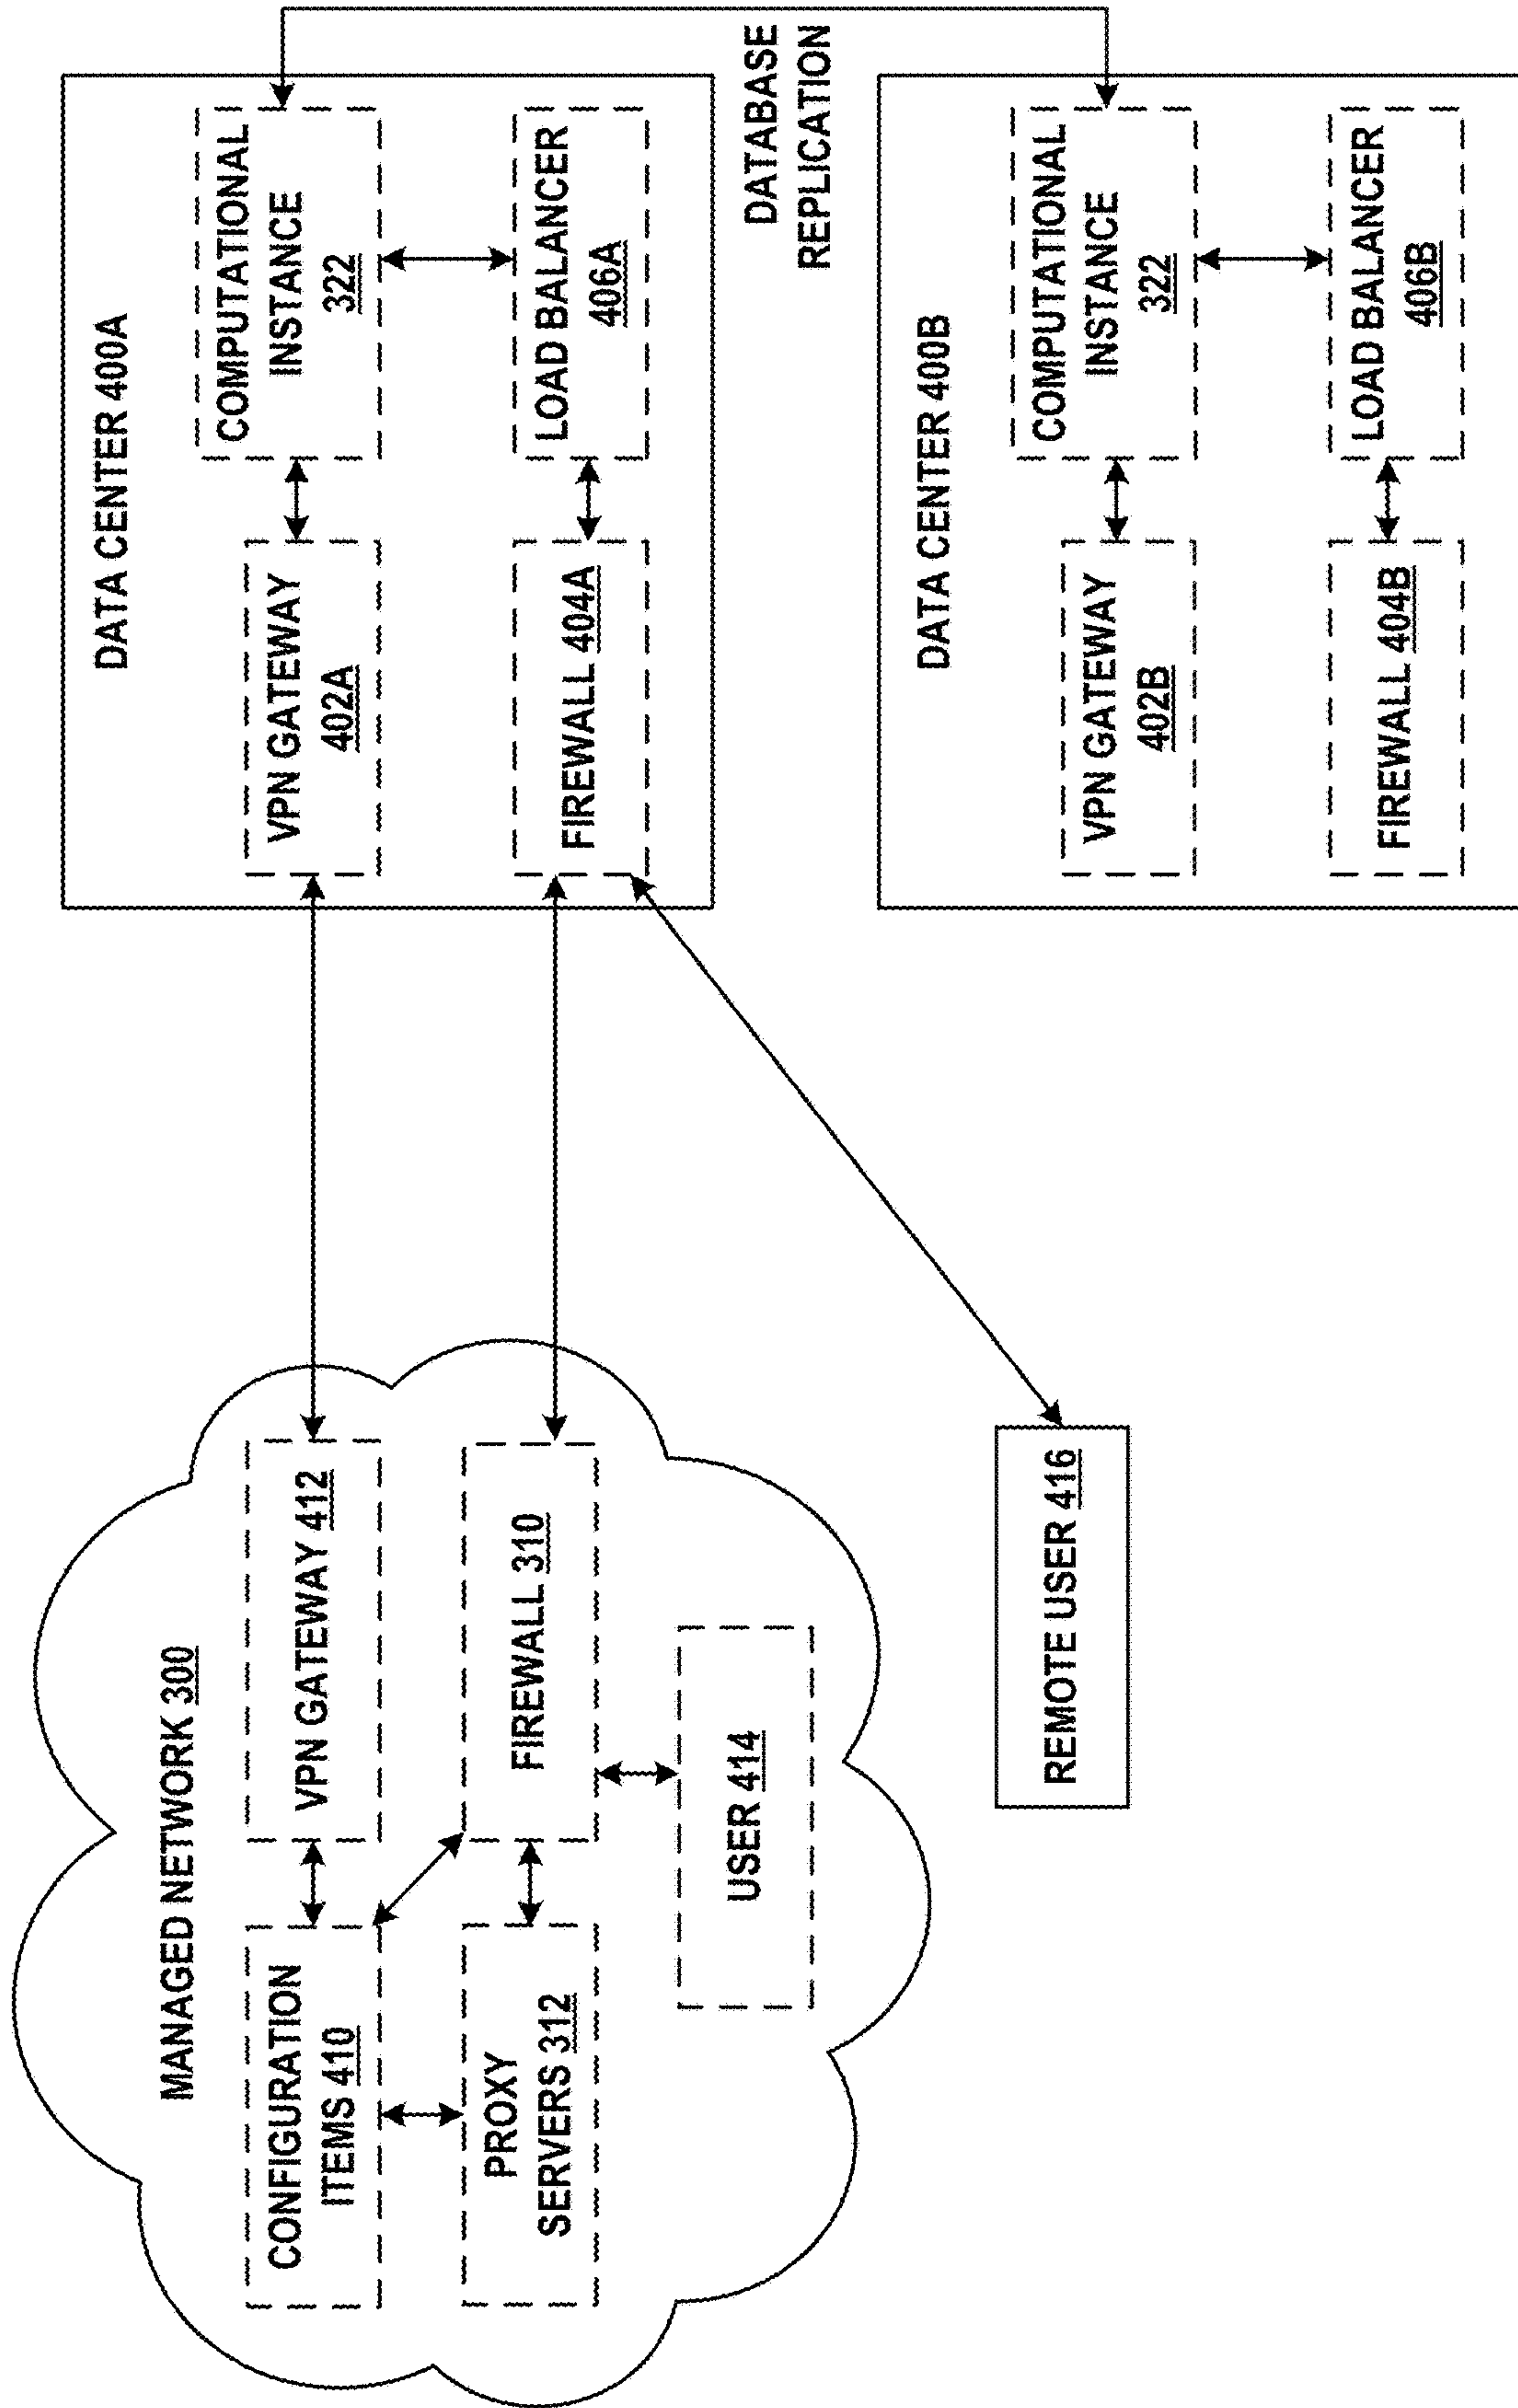 MANAGED NETWORK 300
CONFIGURATION
ITEMS 410
VPN GATEWAY 412
PROXY
SERVERS 312
FIREWALL 310
USER 414
REMOTE USER 416
DATA CENTER 400A
VPN GATEWAY
402A
COMPUTATIONAL
INSTANCE
322
FIREWALL 404A
LOAD BALANCER
406A
DATABASE
REPLICATION
DATA CENTER 400B
VPN GATEWAY
402B
COMPUTATIONAL
INSTANCE
322
FIREWALL 404B
LOAD BALANCER
406B